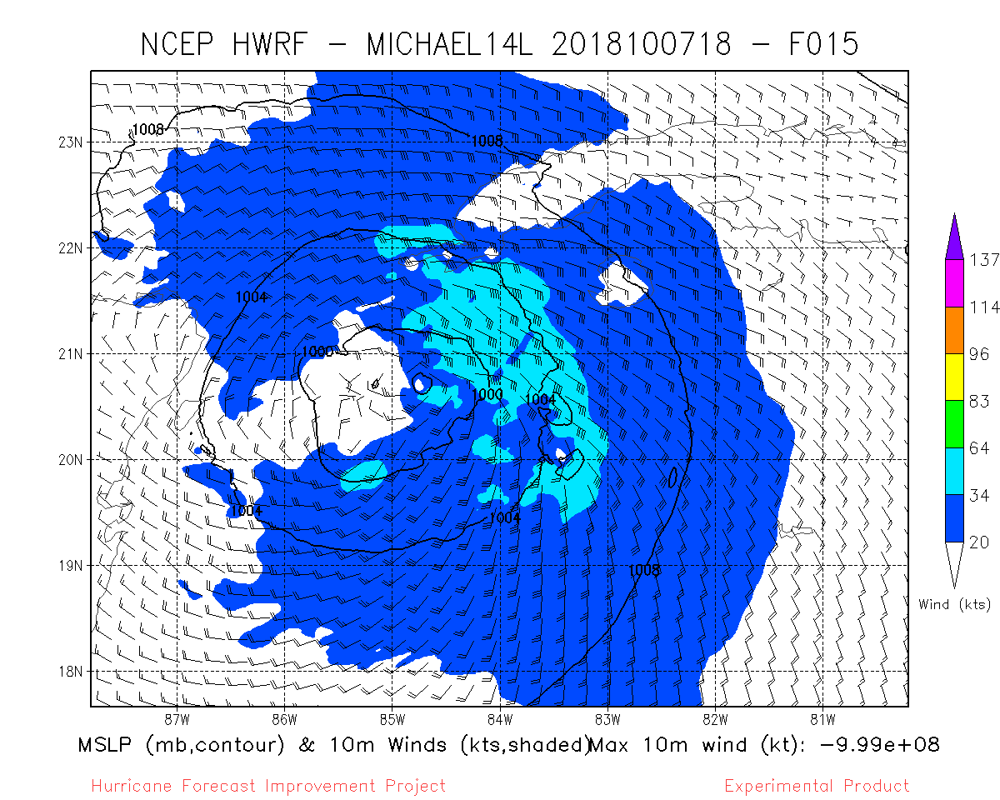 NCEP HWRF - MICHAEL14L 2018100718 - F015
1008
1008
23N
22N
137
1004
114
1000
21N
96
1000
1004
83
64
20N
34
1004
1004
20
19N
1008
Wind (kts)
18N
87W 86W 85W 84W 83W 82W 81W
MSLP (mb,contour) & 10m Winds (kts,shaded)Max 10m wind (kt): -9.99e+08
Hurricane Forecast Improvement Project Experimental Product